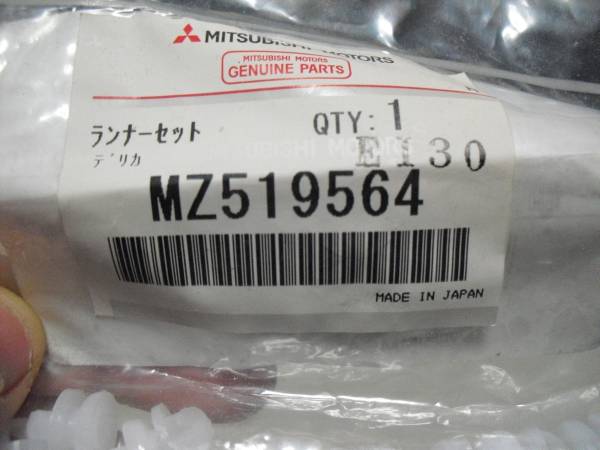 MITSUBISHI MOTORS
MITSUBISHI MOTORS
GENUINE PARTS
ランナーセット
QTY: 1
デリカ
E130
MZ519564
MADE IN JAPAN